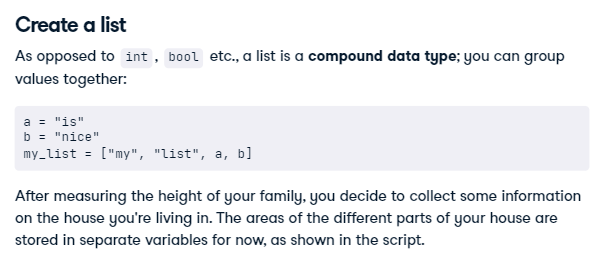 Create a list
As opposed to int, bool etc., a list is a compound data type; you can group
values together:
a = "is"
b = "nice"
my_list = ["my", "list", a, b]
After measuring the height of your family, you decide to collect some information
on the house you're living in. The areas of the different parts of your house are
stored in separate variables for now, as shown in the script.